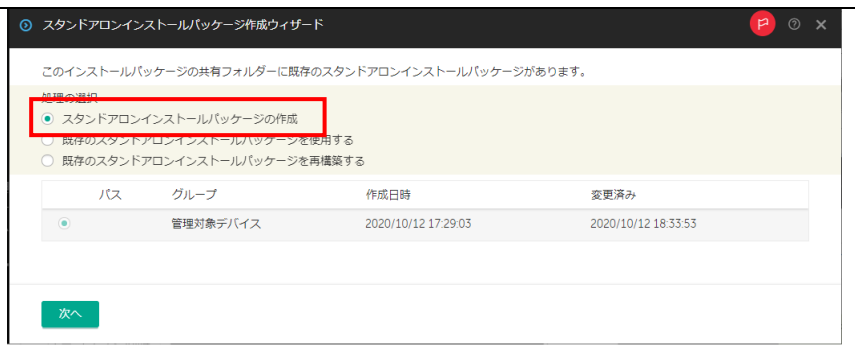 スタンドアロンインストールパッケージ作成ウィザード
このインストールパッケージの共有フォルダーに既存のスタンドアロンインストールパッケージがあります。
処理の選択
スタンドアロンインストールパッケージの作成
既存のスタンドアロンインストールパッケージを使用する
既存のスタンドアロンインストールパッケージを再構築する
パス グループ 作成日時 変更済み
管理対象デバイス 2020/10/12 17:29:03 2020/10/12 18:33:53
次へ